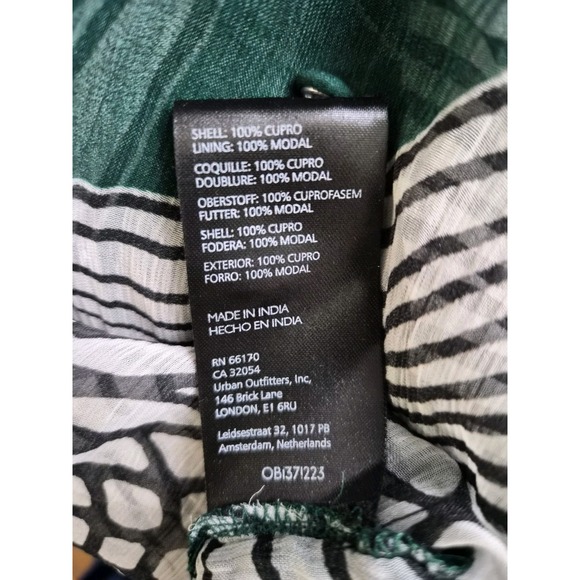 SHELL: 100% CUPRO
LINING: 100% MODAL
COQUILLE: 100% CUPRO
DOUBLURE: 100% MODAL
OBERSTOFF: 100% CUPROFASEM
FUTTER: 100% MODAL
SHELL: 100% CUPRO
FODERA: 100% MODAL
EXTERIOR: 100% CUPRO
FORRO: 100% MODAL
MADE IN INDIA
HECHO EN INDIA
RN 66170
CA 32054
Urban Outfitters, Inc,
146 Brick Lane
LONDON, E1 6RU
Leidsestraat 32, 1017 PB
Amsterdam, Netherlands
OB1371223